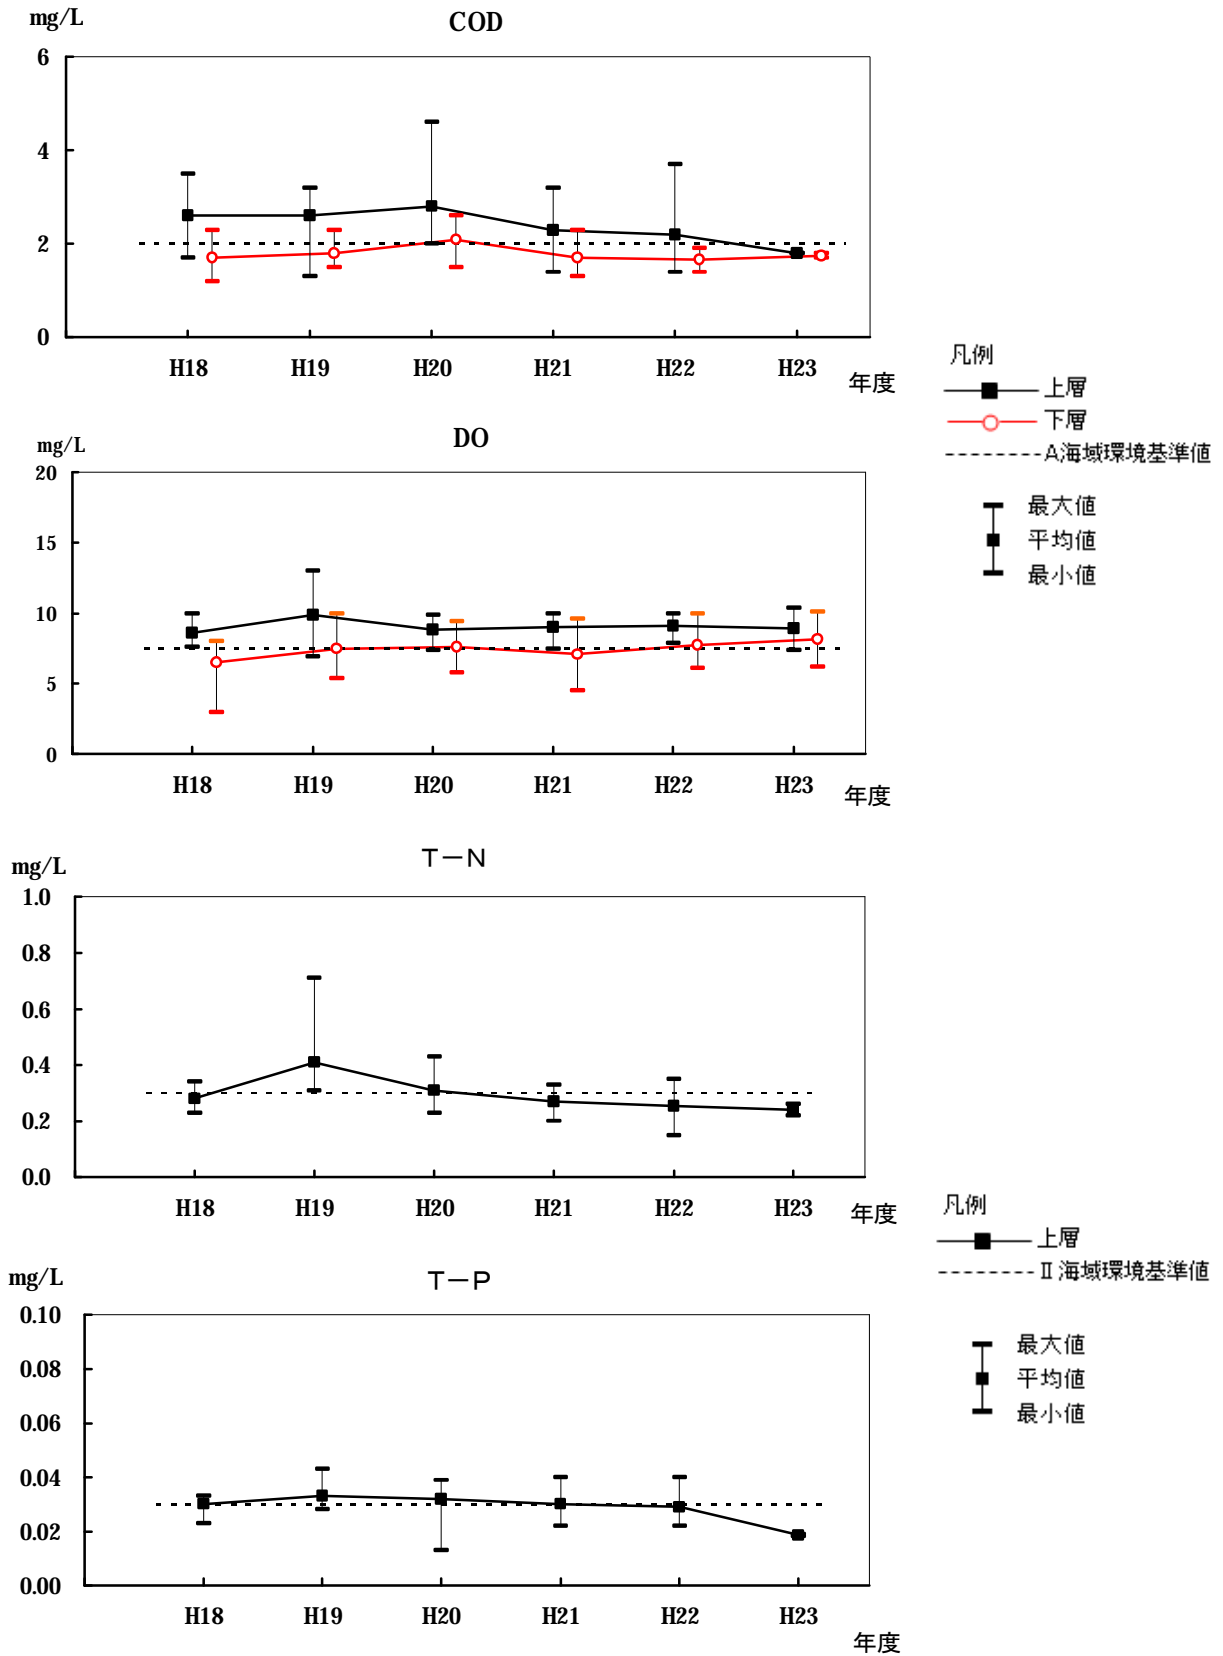 mg/L
COD
6
4
2
0
H18 H19 H20 H21 H22 H23
年度
凡例
上層
下層
A海域環境基準値
最大値
平均値
最小値
mg/L
DO
20
15
10
5
0
H18 H19 H20 H21 H22 H23
年度
mg/L
T－N
1.0
0.8
0.6
0.4
0.2
0.0
H18 H19 H20 H21 H22 H23
年度
凡例
上層
Ⅱ海域環境基準値
最大値
平均値
最小値
mg/L
T－P
0.10
0.08
0.06
0.04
0.02
0.00
H18 H19 H20 H21 H22 H23
年度